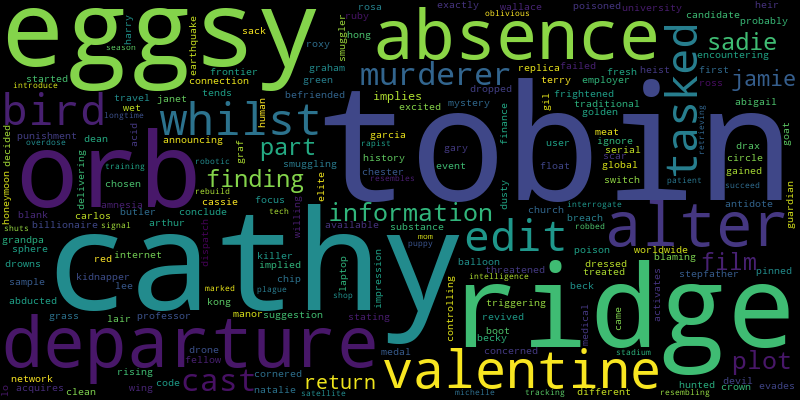 eggsy
absence
tobin
cathy
ridge
orb
departure
valentine
alter
whilst
bird
murderer
tasked
sadie
jamie
finding
part
information
edit
film
plot
cast
return
rosa
exactly
wallace
poisoned
university
heir
ruby
oblivious
candidate
probably
season
harry
earthquake
sack
roxy
smuggler
hong
introduce
started
frontier
graham
green
replica
terry
fresh
heist
first
ross
encountering
travel
wet
janet
connection
tends
befriended
implies
excited
dropped
mystery
gil
frightened
employer
traditional
golden
abigail
goat
announcing
human
garcia
finance
meat
ignore
serial
global
switch
retrieving
punishment
overdose
longtime
acid
dean
graf
history
gary
event
rapist
resembles
chester
user
float
scar
patient
drax
circle
gained
honeymoon
decided
delivering
training
chosen
robotic
rebuild
cassie
elite
smuggling
dusty
church
interrogate
breach
robbed
succeed
antidote
guardian
amnesia
blank
carlos
butler
signal
conclude
focus
tech
willing
available
substance
mom
puppy
worldwide
blaming
shuts
grandpa
sphere
drowns
billionaire
arthur
internet
red
lee
kidnapper
dispatch
killer
implied
chip
plague
laptop
shop
impression
balloon
threatened
intelligence
poison
dressed
treated
beck
stepfather
pinned
sample
abducted
grass
lair
professor
marked
kong
manor
suggestion
stating
controlling
triggering
revived
boot
becky
concerned
medical
came
stadium
activates
hunted
crown
devil
evades
lo
network
acquires
rising
clean
wing
code
drone
fellow
cornered
natalie
satellite
medal
michelle
tracking
different
resembling
failed